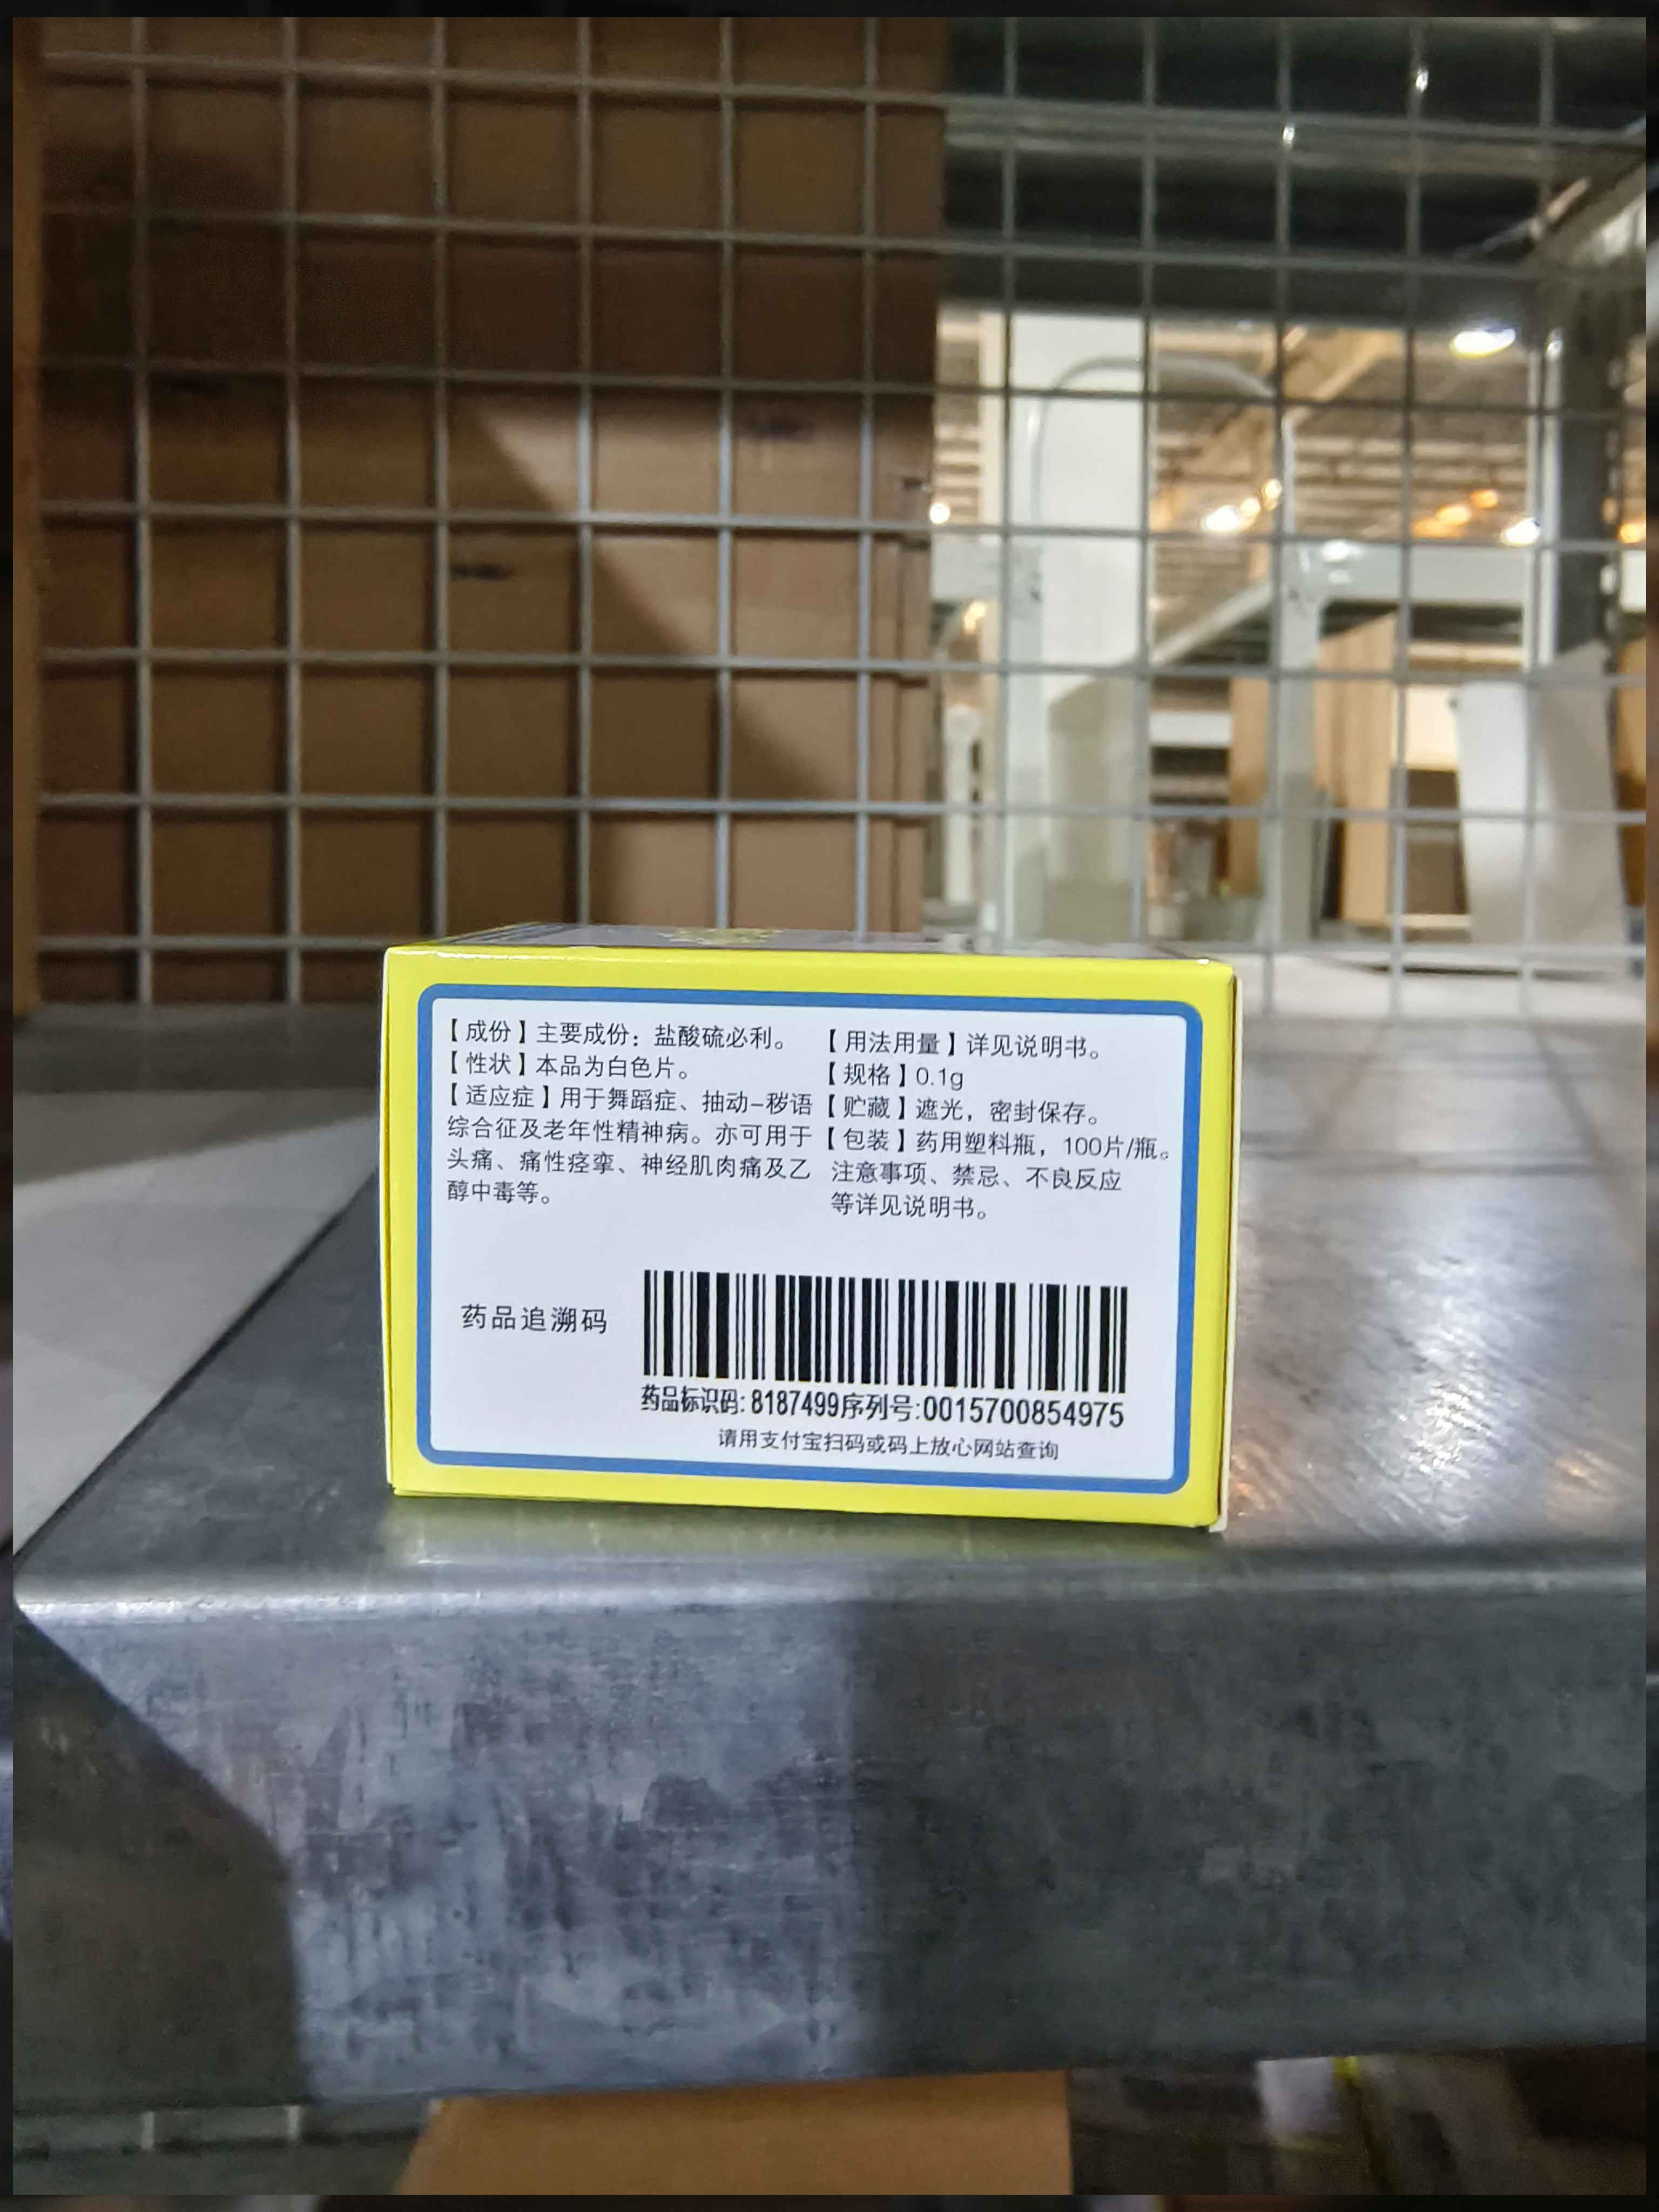 【成份】主要成份：盐酸硫必利。
【性状】本品为白色片。
【适应症】用于舞蹈症、抽动-秽语
综合征及老年性精神病。亦可用于
头痛、痛性痉挛、神经肌肉痛及乙
醇中毒等。
【用法用量】详见说明书。
【规格】0.1g
【贮藏】遮光，密封保存。
【包装】药用塑料瓶，100片/瓶。
注意事项、禁忌、不良反应
等详见说明书。
药品追溯码
药品标识码：8187499序列号：0015700854975
请用支付宝扫码或码上放心网站查询